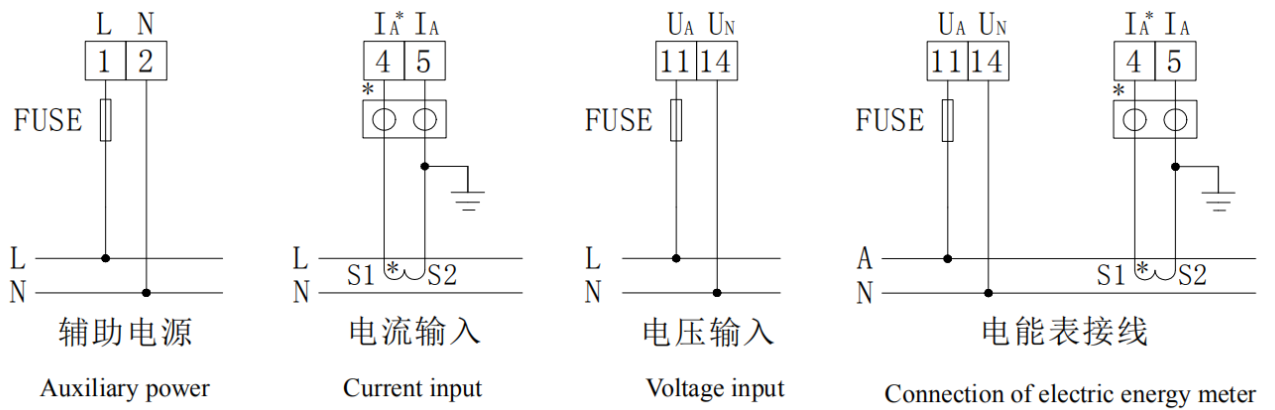 L N
1 2
FUSE
L
N
辅助电源
Auxiliary power
IA* IA
4 5
*
L
S1 * S2
N
电流输入
Current input
UA UN
11 14
FUSE
L
N
电压输入
Voltage input
UA UN IA* IA
11 14 4 5
*
FUSE
A
S1 * S2
N
电能表接线
Connection of electric energy meter